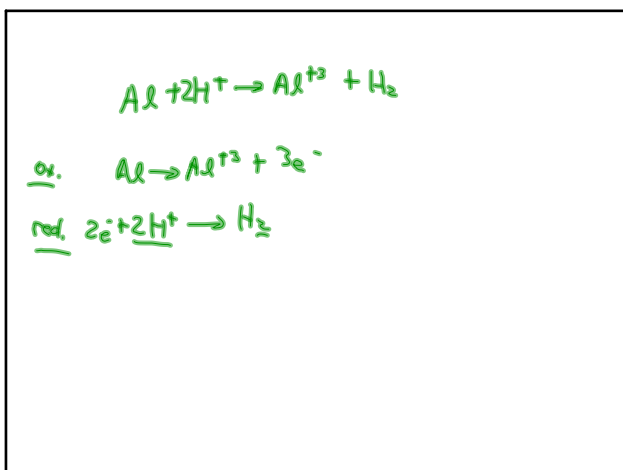 Al + 2H⁺ → Al⁺³ + H₂
ox. Al → Al⁺³ + 3e⁻
red. 2e⁻ + 2H⁺ → H₂